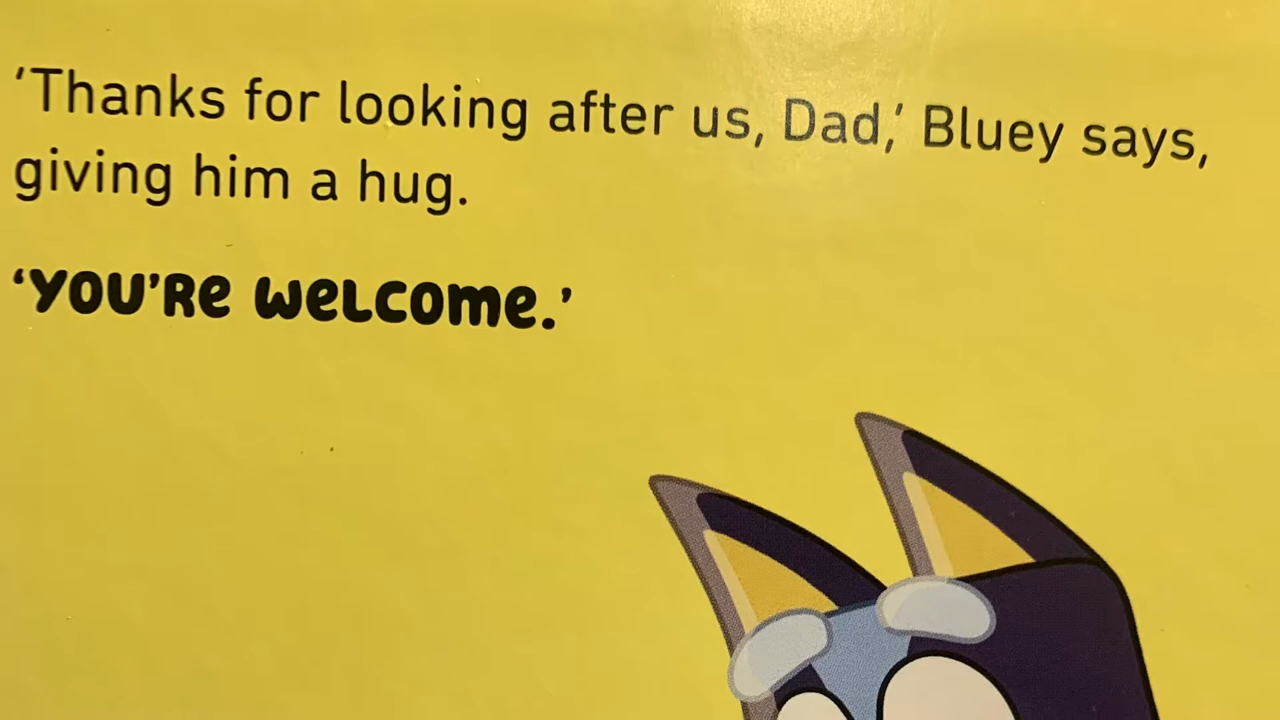 'Thanks for looking after us, Dad,' Bluey says,
giving him a hug.
'YOU'Re weLcome.'